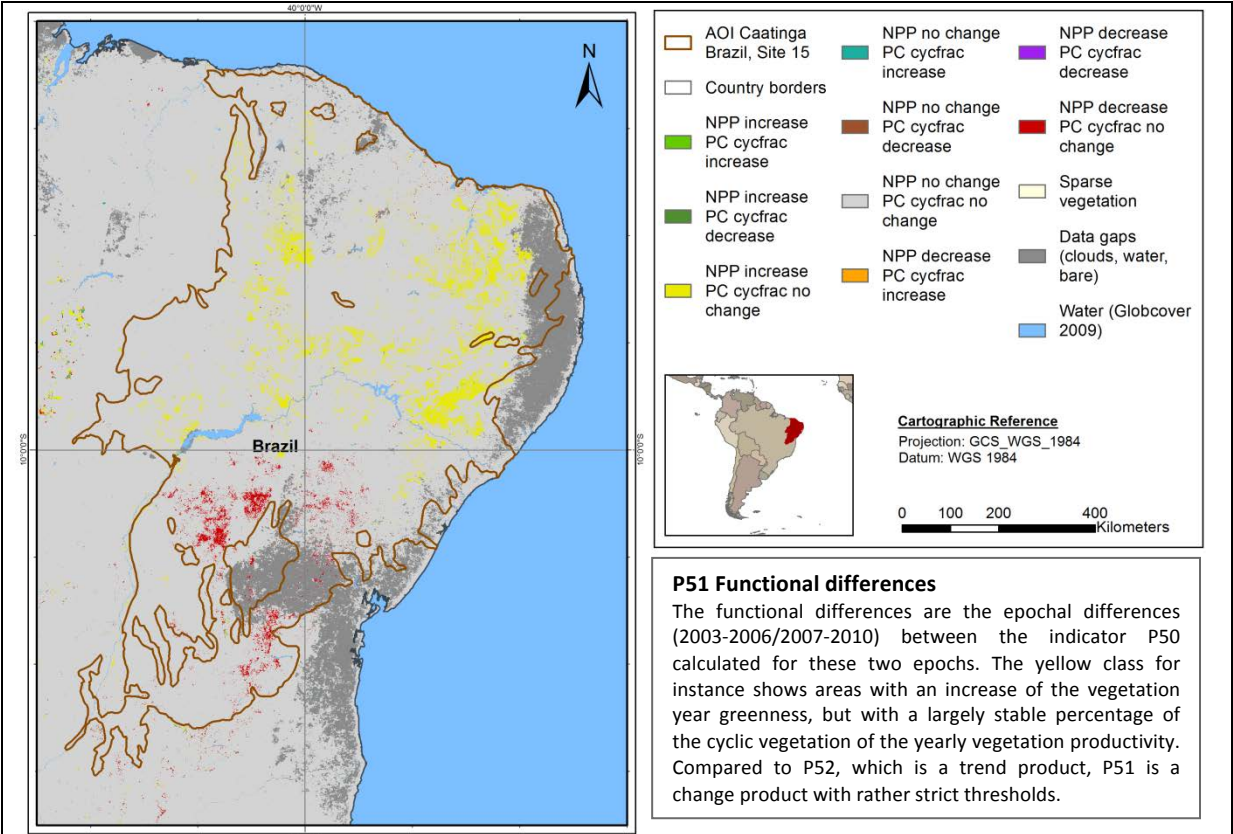 40°0'0"W
N
10°0'0"S
Brazil
10°0'0"S
AOI Caatinga
Brazil, Site 15
Country borders
NPP increase
PC cycfrac
increase
NPP increase
PC cycfrac
decrease
NPP increase
PC cycfrac no
change
NPP no change
PC cycfrac
increase
NPP no change
PC cycfrac
decrease
NPP no change
PC cycfrac no
change
NPP decrease
PC cycfrac
increase
NPP decrease
PC cycfrac
decrease
NPP decrease
PC cycfrac no
change
Sparse
vegetation
Data gaps
(clouds, water,
bare)
Water (Globcover
2009)
Cartographic Reference
Projection: GCS_WGS_1984
Datum: WGS 1984
0 100 200 400
Kilometers
P51 Functional differences
The functional differences are the epochal differences
(2003-2006/2007-2010) between the indicator P50
calculated for these two epochs. The yellow class for
instance shows areas with an increase of the vegetation
year greenness, but with a largely stable percentage of
the cyclic vegetation of the yearly vegetation productivity.
Compared to P52, which is a trend product, P51 is a
change product with rather strict thresholds.